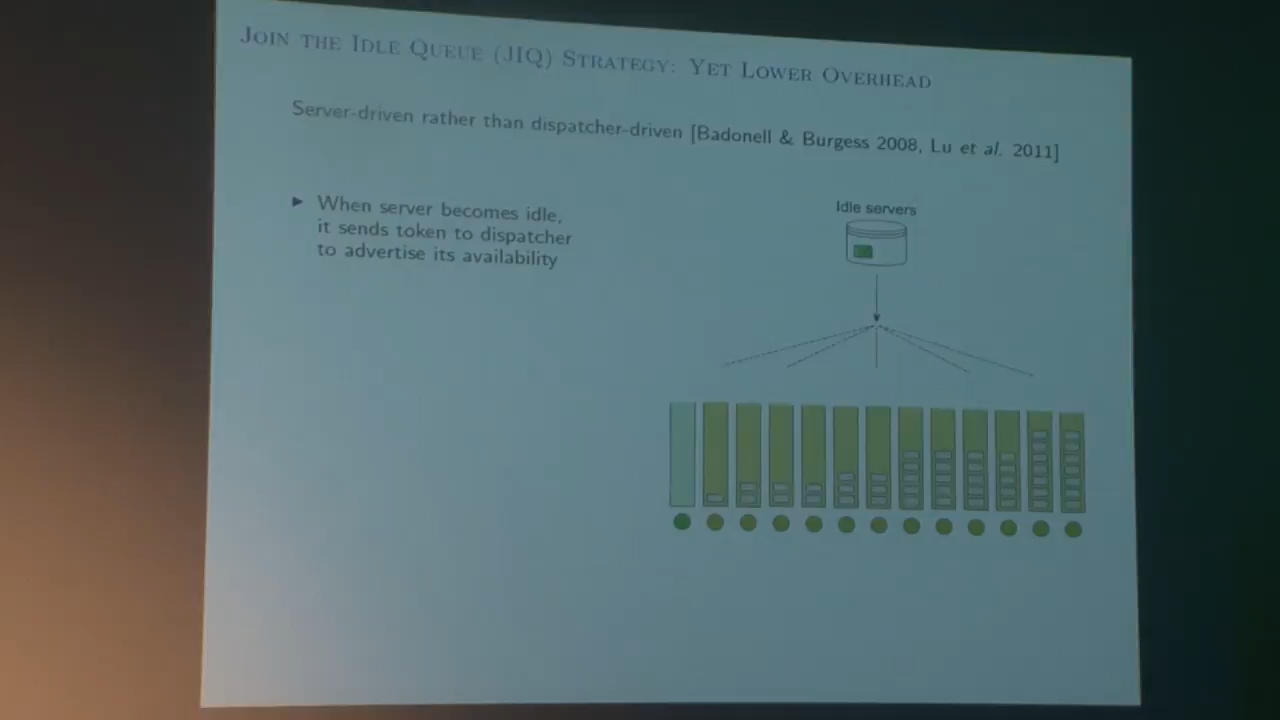 JOIN THE IDLE QUEUE (JIQ) STRATEGY: YET LOWER OVERHEAD
Server-driven rather than dispatcher-driven [Badonell & Burgess 2008, Lu et al. 2011]
► When server becomes idle,
it sends token to dispatcher
to advertise its availability
Idle servers